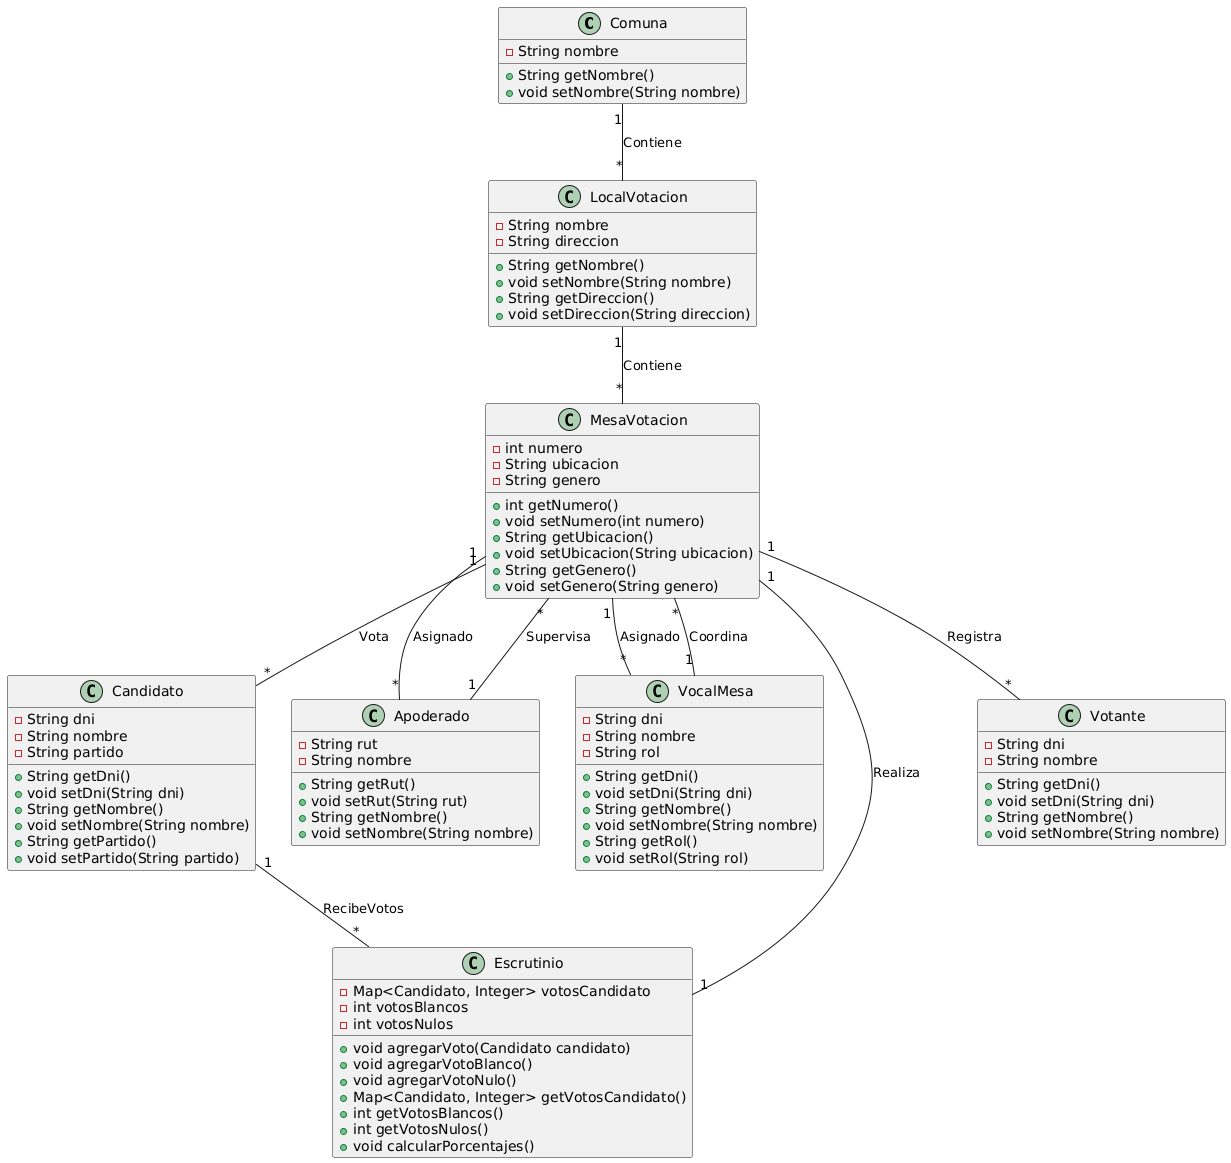 C Comuna
String nombre
String getNombre()
void setNombre(String nombre)
1
Contiene
*
C LocalVotacion
String nombre
String direccion
String getNombre()
void setNombre(String nombre)
String getDireccion()
void setDireccion(String direccion)
1
Contiene
*
C MesaVotacion
int numero
String ubicacion
String genero
int getNumero()
void setNumero(int numero)
String getUbicacion()
void setUbicacion(String ubicacion)
String getGenero()
void setGenero(String genero)
1
1
1
1
* 1 *
Vota
Asignado
Supervisa
Asignado
Coordina
Registra
*
*
1
*
1
*
C Candidato
String dni
String nombre
String partido
String getDni()
void setDni(String dni)
String getNombre()
void setNombre(String nombre)
String getPartido()
void setPartido(String partido)
C Apoderado
String rut
String nombre
String getRut()
void setRut(String rut)
String getNombre()
void setNombre(String nombre)
C VocalMesa
String dni
String nombre
String rol
String getDni()
void setDni(String dni)
String getNombre()
void setNombre(String nombre)
String getRol()
void setRol(String rol)
Realiza
C Votante
String dni
String nombre
String getDni()
void setDni(String dni)
String getNombre()
void setNombre(String nombre)
1
RecibeVotos
*
1
C Escrutinio
Map<Candidato, Integer> votosCandidato
int votosBlancos
int votosNulos
void agregarVoto(Candidato candidato)
void agregarVotoBlanco()
void agregarVotoNulo()
Map<Candidato, Integer> getVotosCandidato()
int getVotosBlancos()
int getVotosNulos()
void calcularPorcentajes()